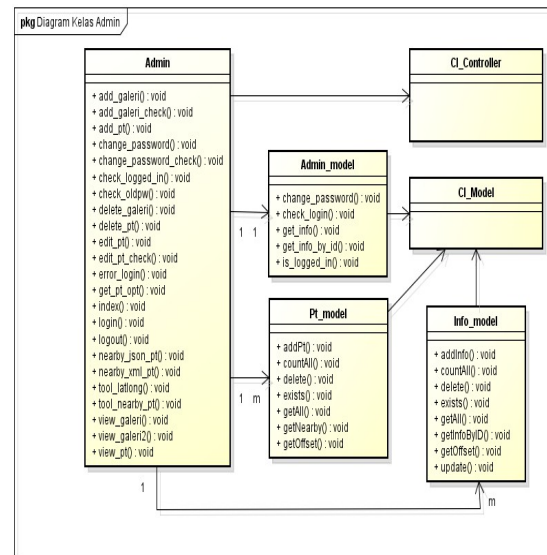 pkg Diagram Kelas Admin
Admin
+ add_galeri() : void
+ add_galeri_check() : void
+ add_pt() : void
+ change_password() : void
+ change_password_check() : void
+ check_logged_in() : void
+ check_oldpw() : void
+ delete_galeri() : void
+ delete_pt() : void
+ edit_pt() : void
+ edit_pt_check() : void
+ error_login() : void
+ get_pt_opt() : void
+ index() : void
+ login() : void
+ logout() : void
+ nearby_json_pt() : void
+ nearby_xml_pt() : void
+ tool_latlong() : void
+ tool_nearby_pt() : void
+ view_galeri() : void
+ view_galeri2() : void
+ view_pt() : void
CI_Controller
Admin_model
+ change_password() : void
+ check_login() : void
+ get_info() : void
+ get_info_by_id() : void
+ is_logged_in() : void
1 1
CI_Model
Pt_model
+ addPt() : void
+ countAll() : void
+ delete() : void
+ exists() : void
+ getAll() : void
+ getNearby() : void
+ getOffset() : void
1 m
Info_model
+ addInfo() : void
+ countAll() : void
+ delete() : void
+ exists() : void
+ getAll() : void
+ getInfoByID() : void
+ getOffset() : void
+ update() : void
1
m